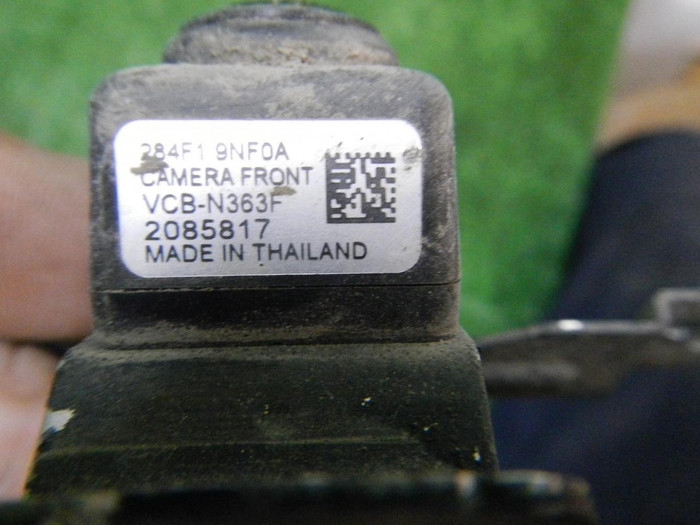 284F1 9NF0A
CAMERA FRONT
VCB-N363F
2085817
MADE IN THAILAND